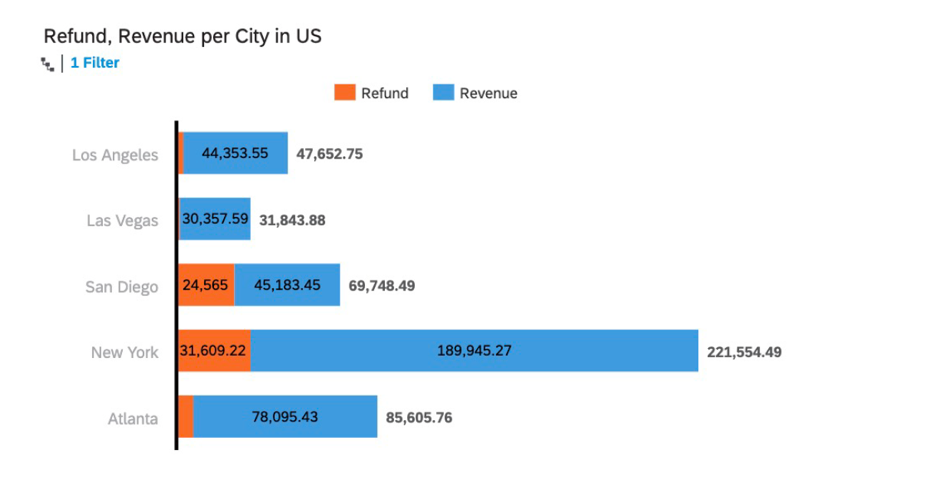 Refund, Revenue per City in US
1 Filter
Refund Revenue
Los Angeles 44,353.55 47,652.75
Las Vegas 30,357.59 31,843.88
San Diego 24,565 45,183.45 69,748.49
New York 31,609.22 189,945.27 221,554.49
Atlanta 78,095.43 85,605.76